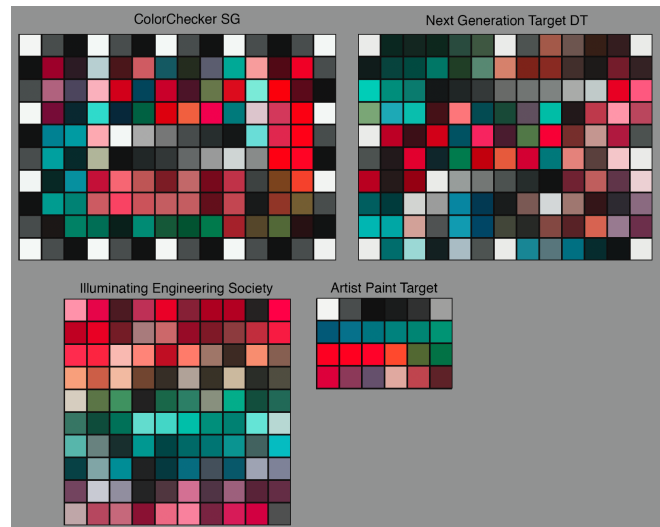 ColorChecker SG
Next Generation Target DT
Illuminating Engineering Society
Artist Paint Target